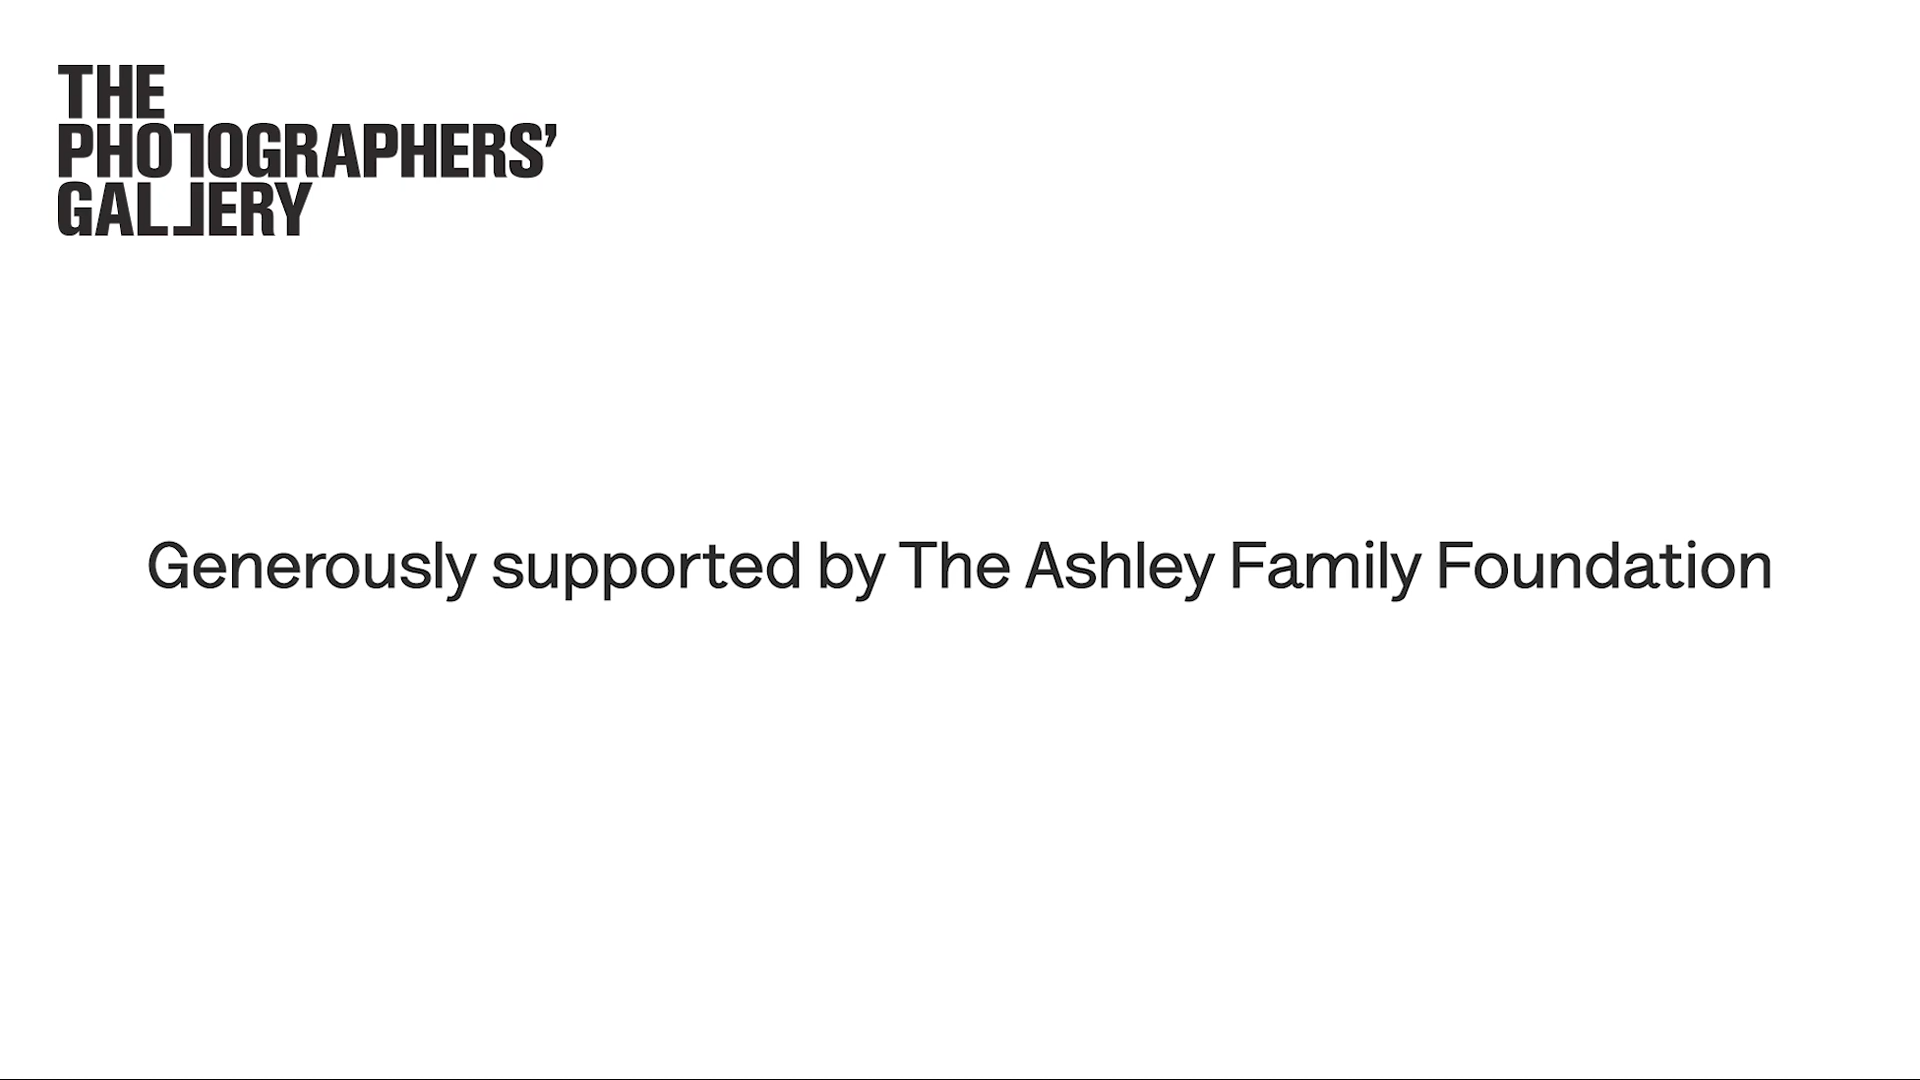 THE
PHOTOGRAPHERS’
GALLERY
Generously supported by The Ashley Family Foundation